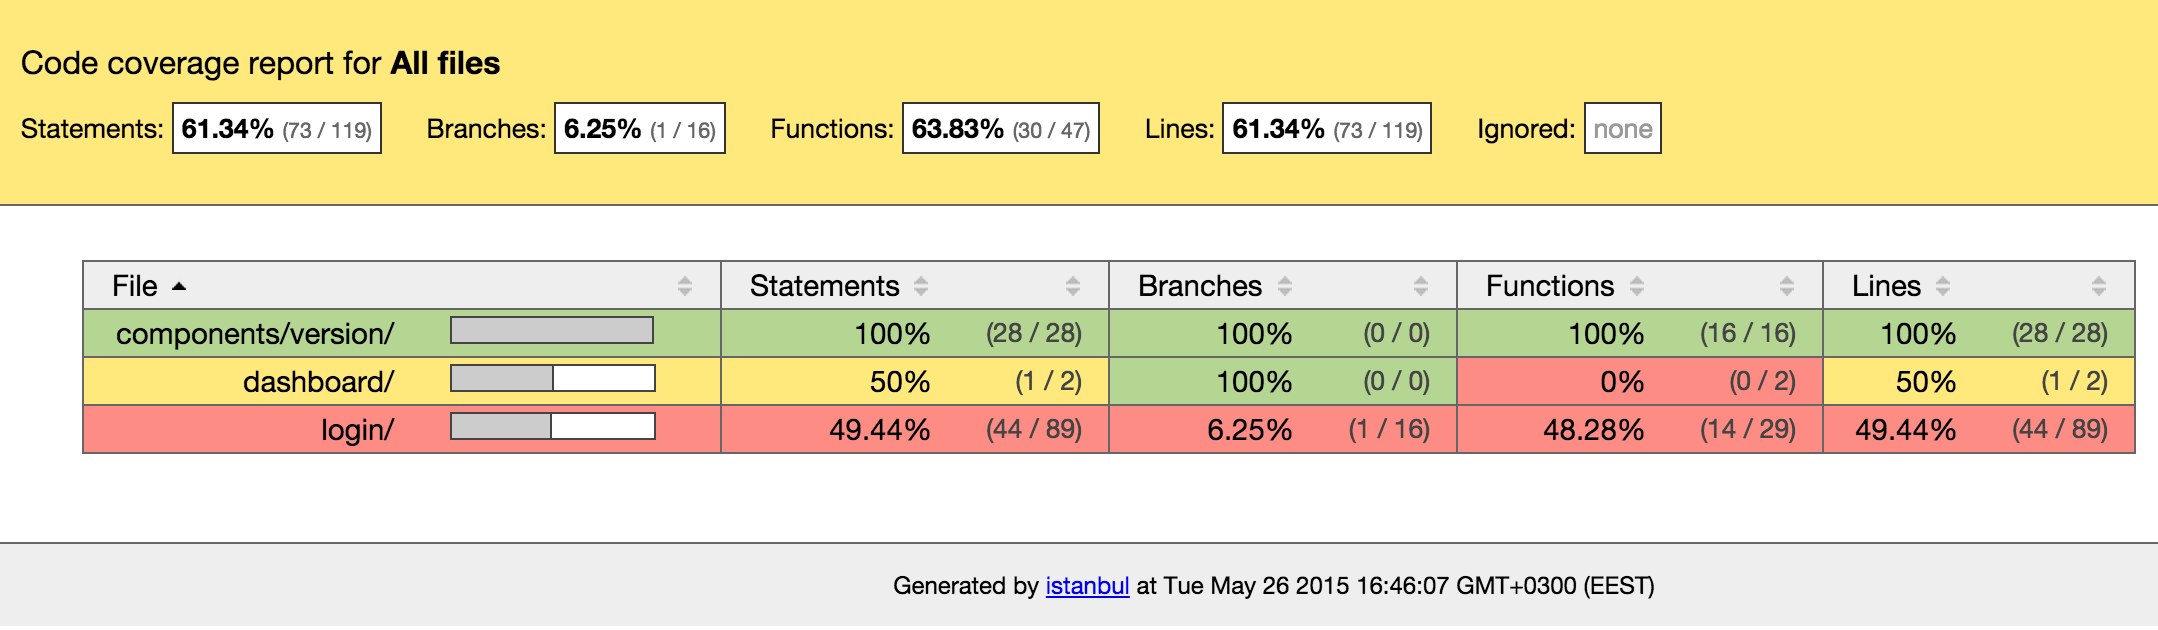 Code coverage report for All files
Statements: 61.34% (73 / 119) Branches: 6.25% (1 / 16) Functions: 63.83% (30 / 47) Lines: 61.34% (73 / 119) Ignored: none
File Statements Branches Functions Lines
components/version/ 100% (28 / 28) 100% (0 / 0) 100% (16 / 16) 100% (28 / 28)
dashboard/ 50% (1 / 2) 100% (0 / 0) 0% (0 / 2) 50% (1 / 2)
login/ 49.44% (44 / 89) 6.25% (1 / 16) 48.28% (14 / 29) 49.44% (44 / 89)
Generated by istanbul at Tue May 26 2015 16:46:07 GMT+0300 (EEST)